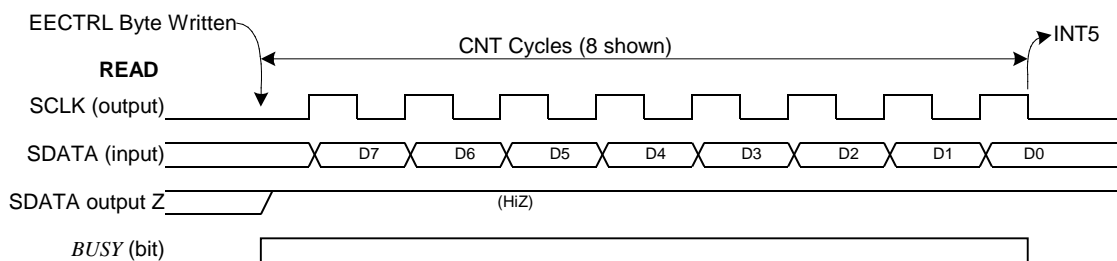 EECTRL Byte Written
INT5
CNT Cycles (8 shown)
READ
SCLK (output)
SDATA (input)
D7 D6 D5 D4 D3 D2 D1 D0
SDATA output Z
(HiZ)
BUSY (bit)